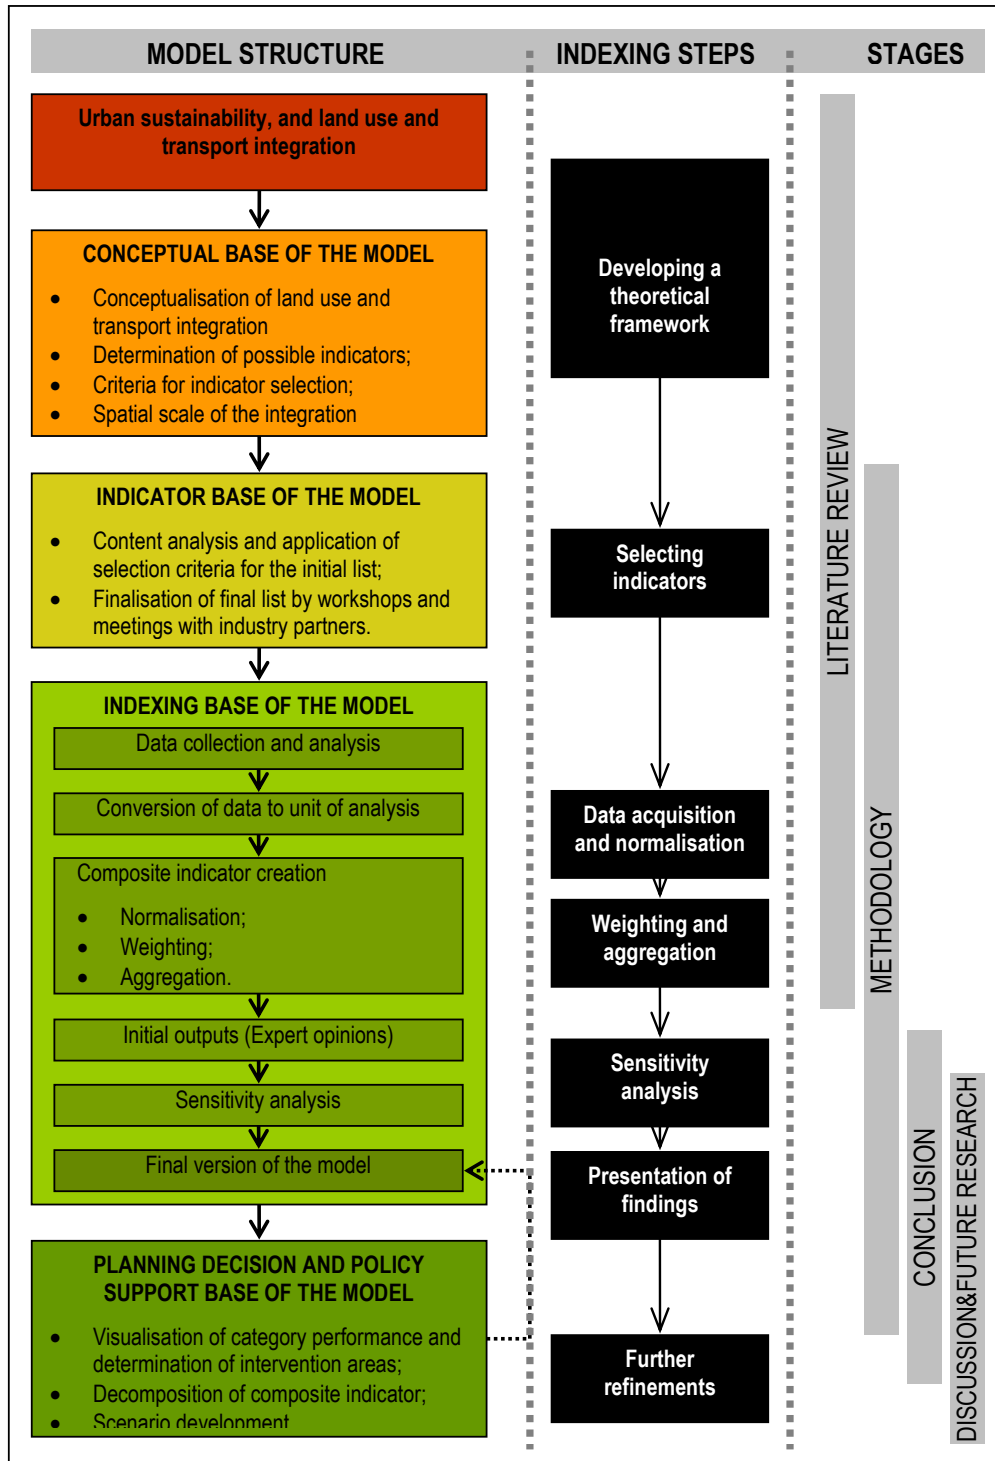 MODEL STRUCTURE
INDEXING STEPS
STAGES
Urban sustainability, and land use and
transport integration
CONCEPTUAL BASE OF THE MODEL
• Conceptualisation of land use and
transport integration
• Determination of possible indicators;
• Criteria for indicator selection;
• Spatial scale of the integration
INDICATOR BASE OF THE MODEL
• Content analysis and application of
selection criteria for the initial list;
• Finalisation of final list by workshops and
meetings with industry partners.
INDEXING BASE OF THE MODEL
Data collection and analysis
Conversion of data to unit of analysis
Composite indicator creation
• Normalisation;
• Weighting;
• Aggregation.
Initial outputs (Expert opinions)
Sensitivity analysis
Final version of the model
PLANNING DECISION AND POLICY
SUPPORT BASE OF THE MODEL
• Visualisation of category performance and
determination of intervention areas;
• Decomposition of composite indicator;
• Scenario development
Developing a
theoretical
framework
Selecting
indicators
Data acquisition
and normalisation
Weighting and
aggregation
Sensitivity
analysis
Presentation of
findings
Further
refinements
LITERATURE REVIEW
METHODOLOGY
CONCLUSION
DISCUSSION&FUTURE RESEARCH